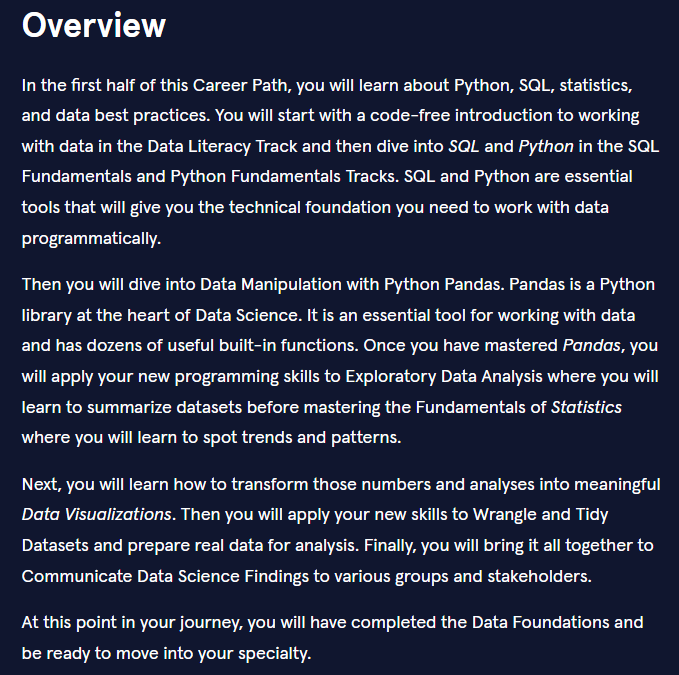 Overview
In the first half of this Career Path, you will learn about Python, SQL, statistics,
and data best practices. You will start with a code-free introduction to working
with data in the Data Literacy Track and then dive into SQL and Python in the SQL
Fundamentals and Python Fundamentals Tracks. SQL and Python are essential
tools that will give you the technical foundation you need to work with data
programmatically.
Then you will dive into Data Manipulation with Python Pandas. Pandas is a Python
library at the heart of Data Science. It is an essential tool for working with data
and has dozens of useful built-in functions. Once you have mastered Pandas, you
will apply your new programming skills to Exploratory Data Analysis where you will
learn to summarize datasets before mastering the Fundamentals of Statistics
where you will learn to spot trends and patterns.
Next, you will learn how to transform those numbers and analyses into meaningful
Data Visualizations. Then you will apply your new skills to Wrangle and Tidy
Datasets and prepare real data for analysis. Finally, you will bring it all together to
Communicate Data Science Findings to various groups and stakeholders.
At this point in your journey, you will have completed the Data Foundations and
be ready to move into your specialty.